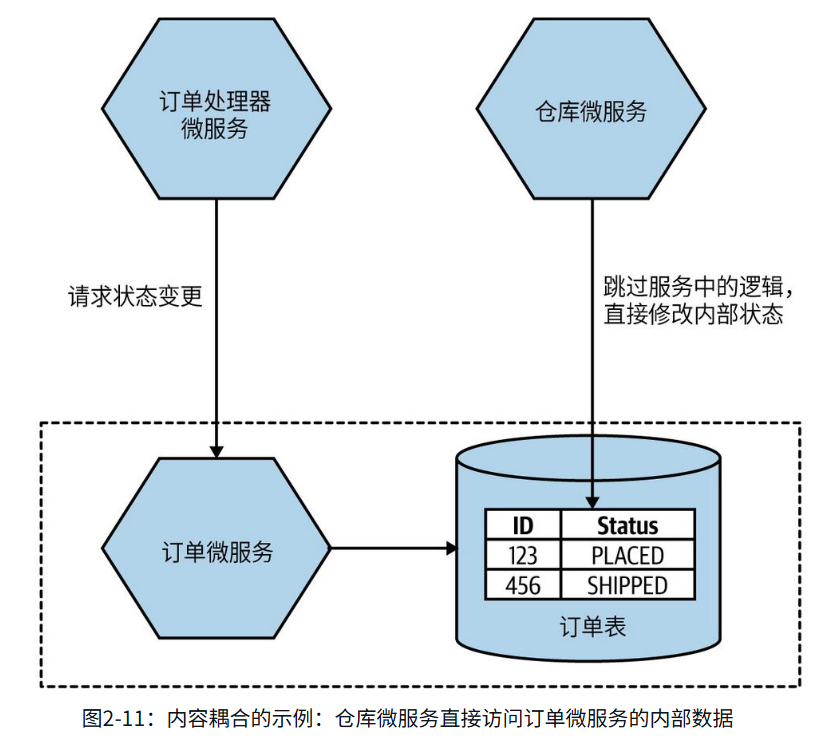 订单处理器
微服务
仓库微服务
请求状态变更
跳过服务中的逻辑，
直接修改内部状态
订单微服务
ID Status
123 PLACED
456 SHIPPED
订单表
图2-11：内容耦合的示例：仓库微服务直接访问订单微服务的内部数据